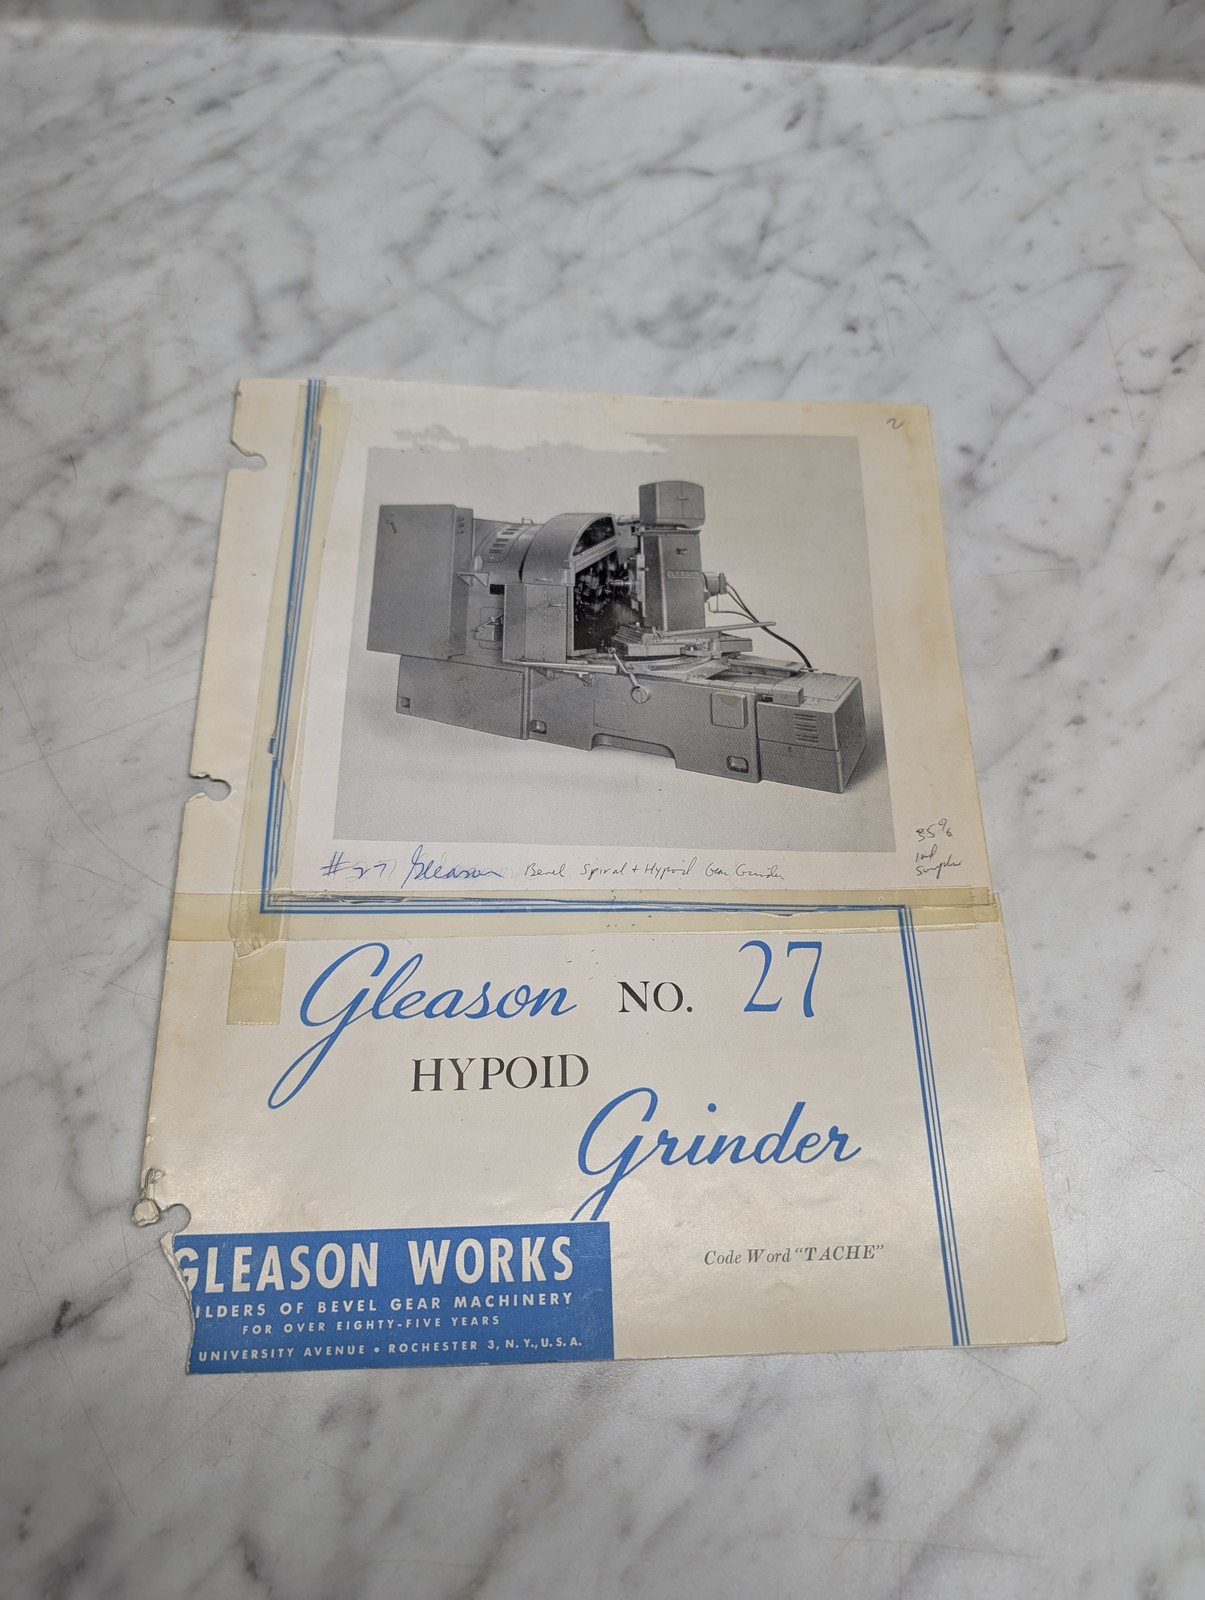 2
GLEASON
35%
#27 Gleason Bevel Spiral + Hypoid Gear Grinder
Gleason NO. 27
HYPOID
Grinder
Code Word "TACHE"
GLEASON WORKS
ILDERS OF BEVEL GEAR MACHINERY
FOR OVER EIGHTY-FIVE YEARS
UNIVERSITY AVENUE • ROCHESTER 3, N. Y., U. S. A.